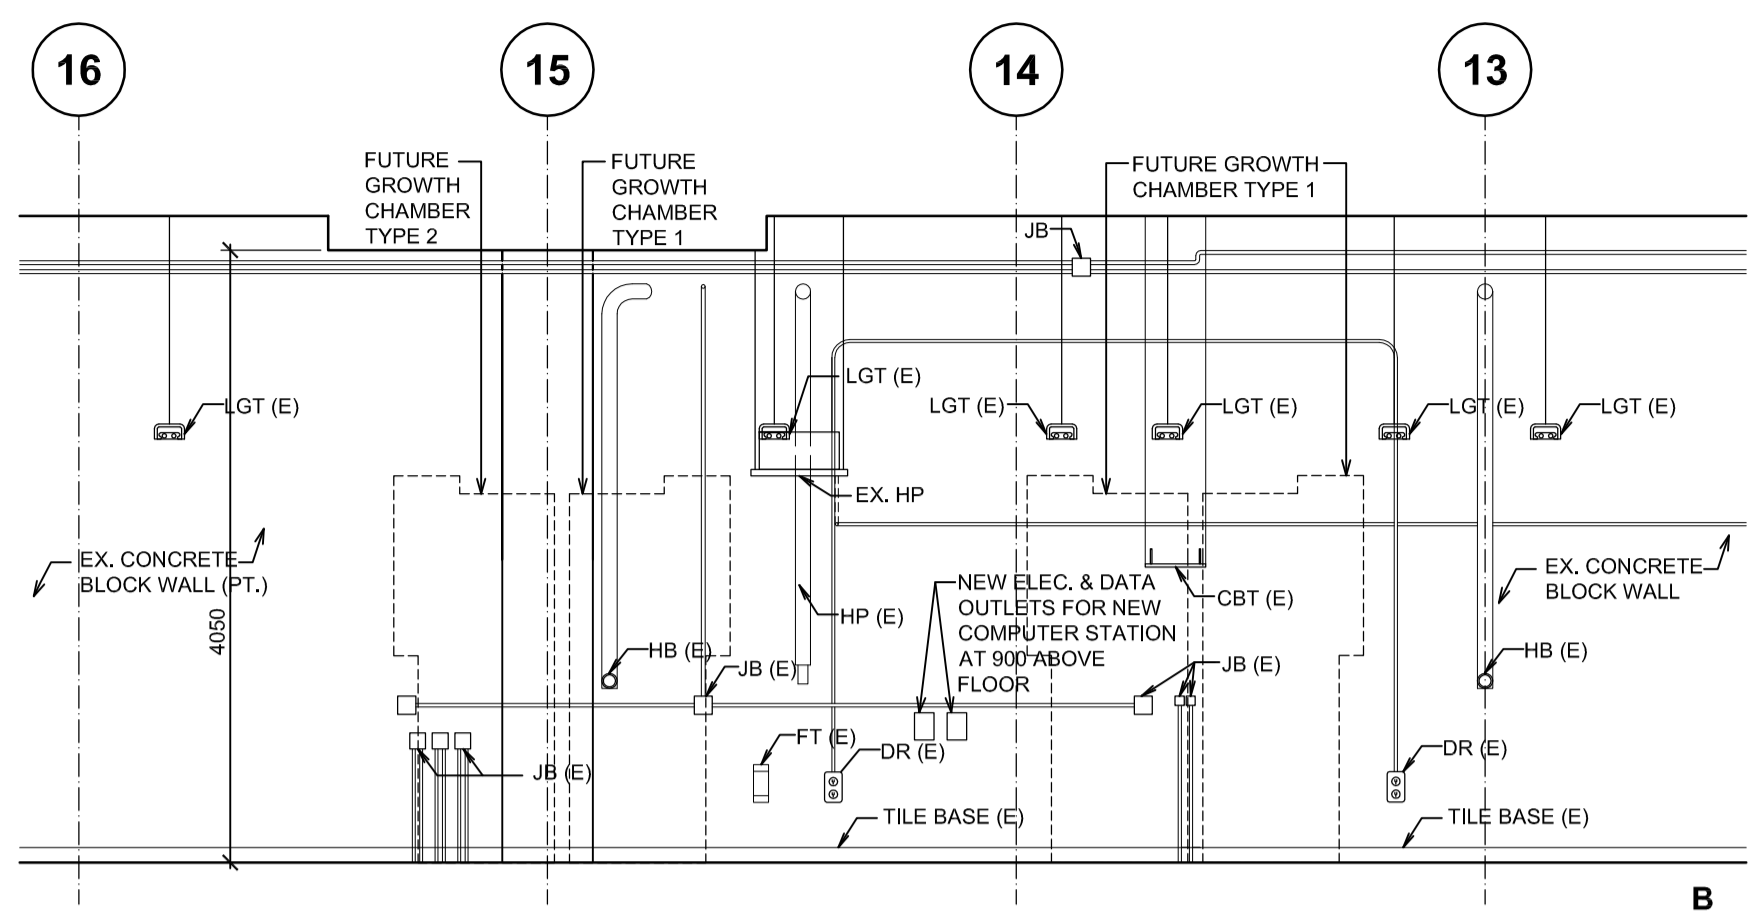 16
15
14
13
FUTURE
GROWTH
CHAMBER
TYPE 2
FUTURE
GROWTH
CHAMBER
TYPE 1
FUTURE GROWTH
CHAMBER TYPE 1
JB
LGT (E)
LGT (E)
LGT (E)
LGT (E)
LGT (E)
LGT (E)
EX. HP
EX. CONCRETE
BLOCK WALL (PT.)
4050
HP (E)
NEW ELEC. & DATA
OUTLETS FOR NEW
COMPUTER STATION
AT 900 ABOVE
FLOOR
CBT (E)
EX. CONCRETE
BLOCK WALL
HB (E)
JB (E)
JB (E)
HB (E)
FT (E)
DR (E)
DR (E)
JB (E)
TILE BASE (E)
TILE BASE (E)
B